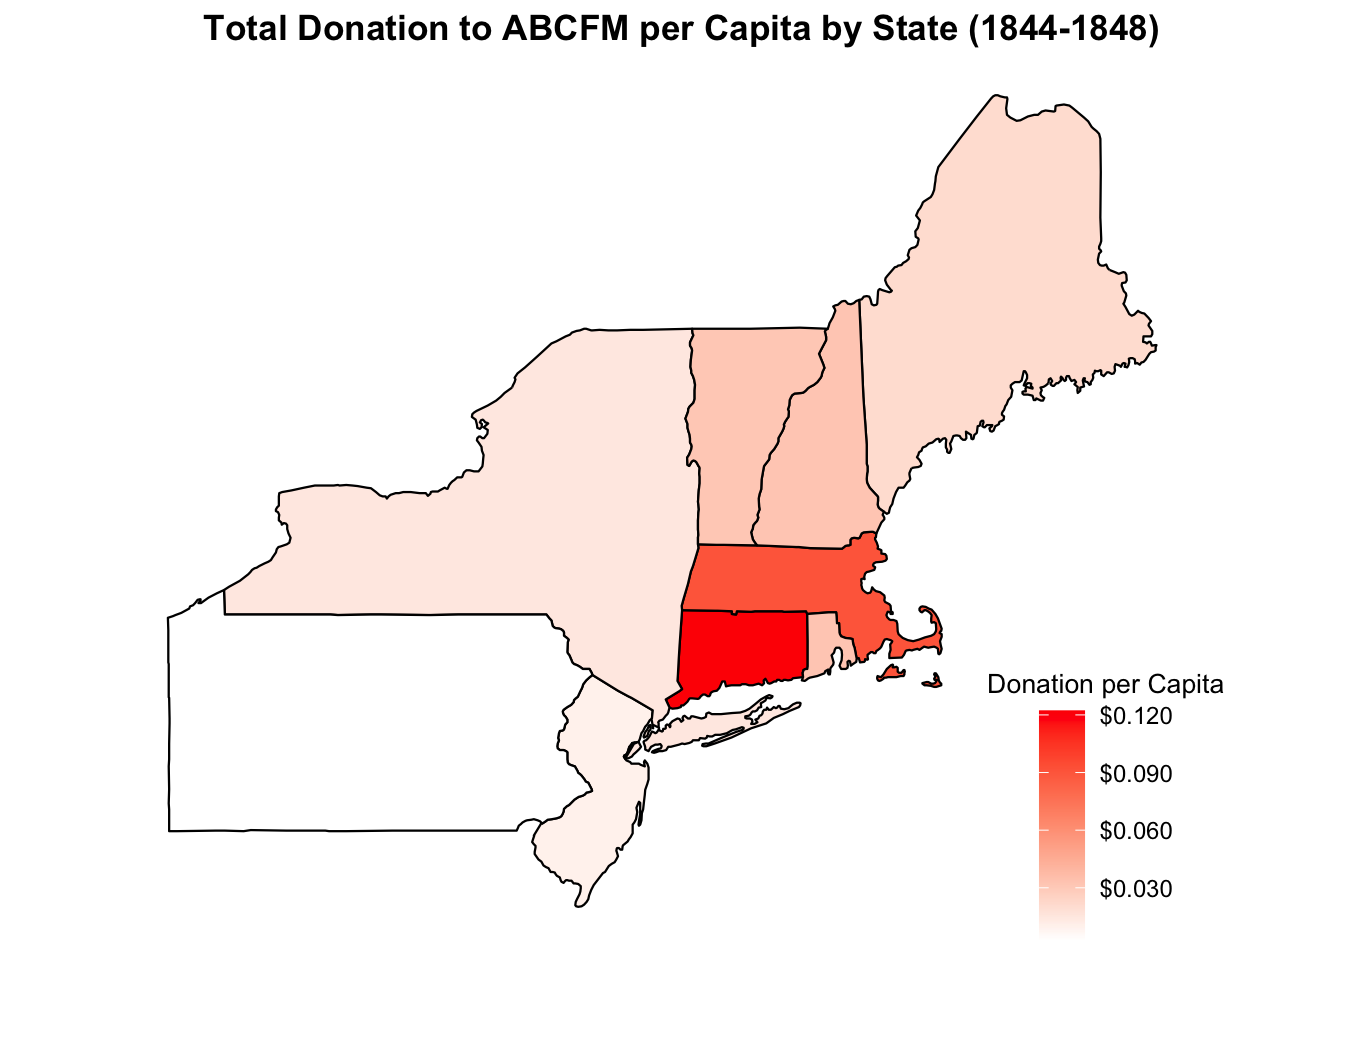 Total Donation to ABCFM per Capita by State (1844-1848)
Donation per Capita
$0.120
$0.090
$0.060
$0.030